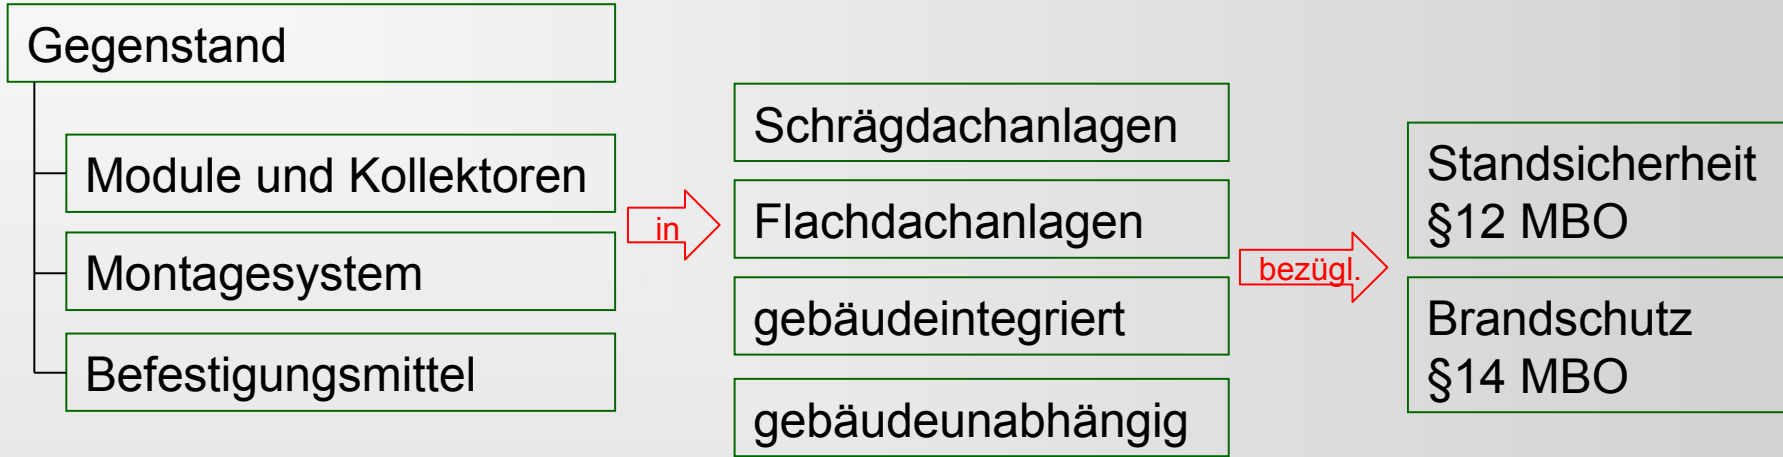 Gegenstand
Module und Kollektoren
Montagesystem
Befestigungsmittel
in
Schrägdachanlagen
Flachdachanlagen
gebäudeintegriert
gebäudeunabhängig
bezügl.
Standsicherheit
§12 MBO
Brandschutz
§14 MBO